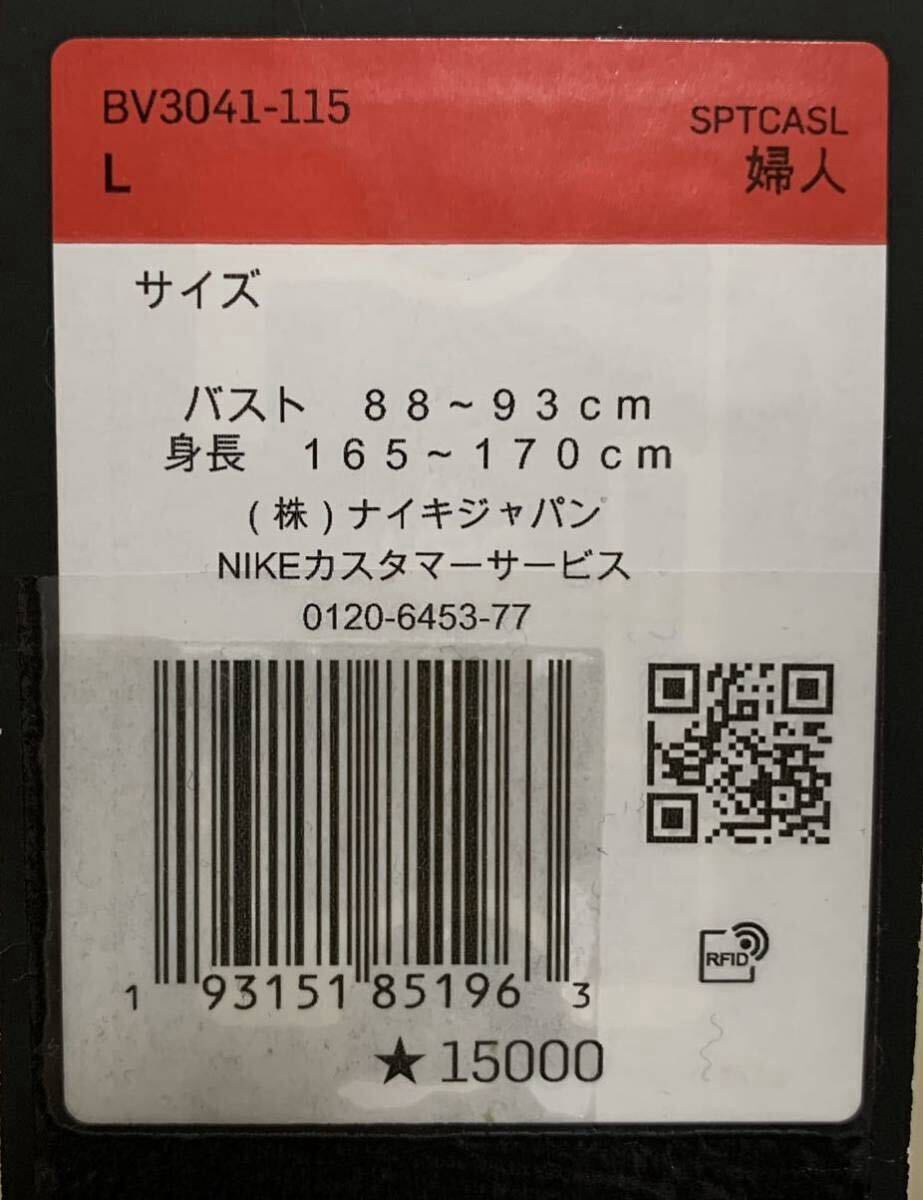 BV3041-115
SPTCASL
L
婦人
サイズ
バスト 88~93cm
身長 165~170cm
(株)ナイキジャパン
NIKEカスタマーサービス
0120-6453-77
1 93151 85196 3
RFID
★15000